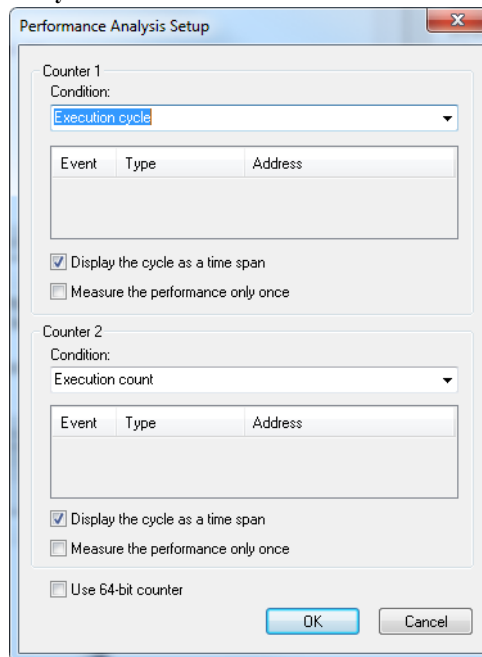 Performance Analysis Setup
Counter 1
Condition:
Execution cycle
Event Type Address
Display the cycle as a time span
Measure the performance only once
Counter 2
Condition:
Execution count
Event Type Address
Display the cycle as a time span
Measure the performance only once
Use 64-bit counter
OK Cancel